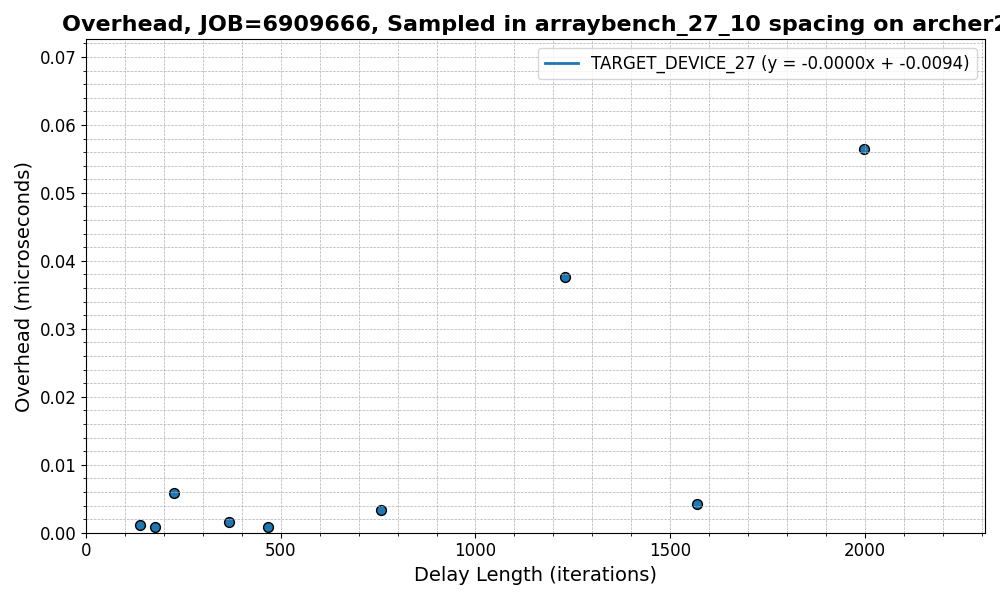 Overhead, JOB=6909666, Sampled in arraybench_27_10 spacing on archer2
TARGET_DEVICE_27 (y = -0.0000x + -0.0094)
0.07
0.06
0.05
0.04
0.03
0.02
0.01
0.00
Overhead (microseconds)
0 500 1000 1500 2000
Delay Length (iterations)